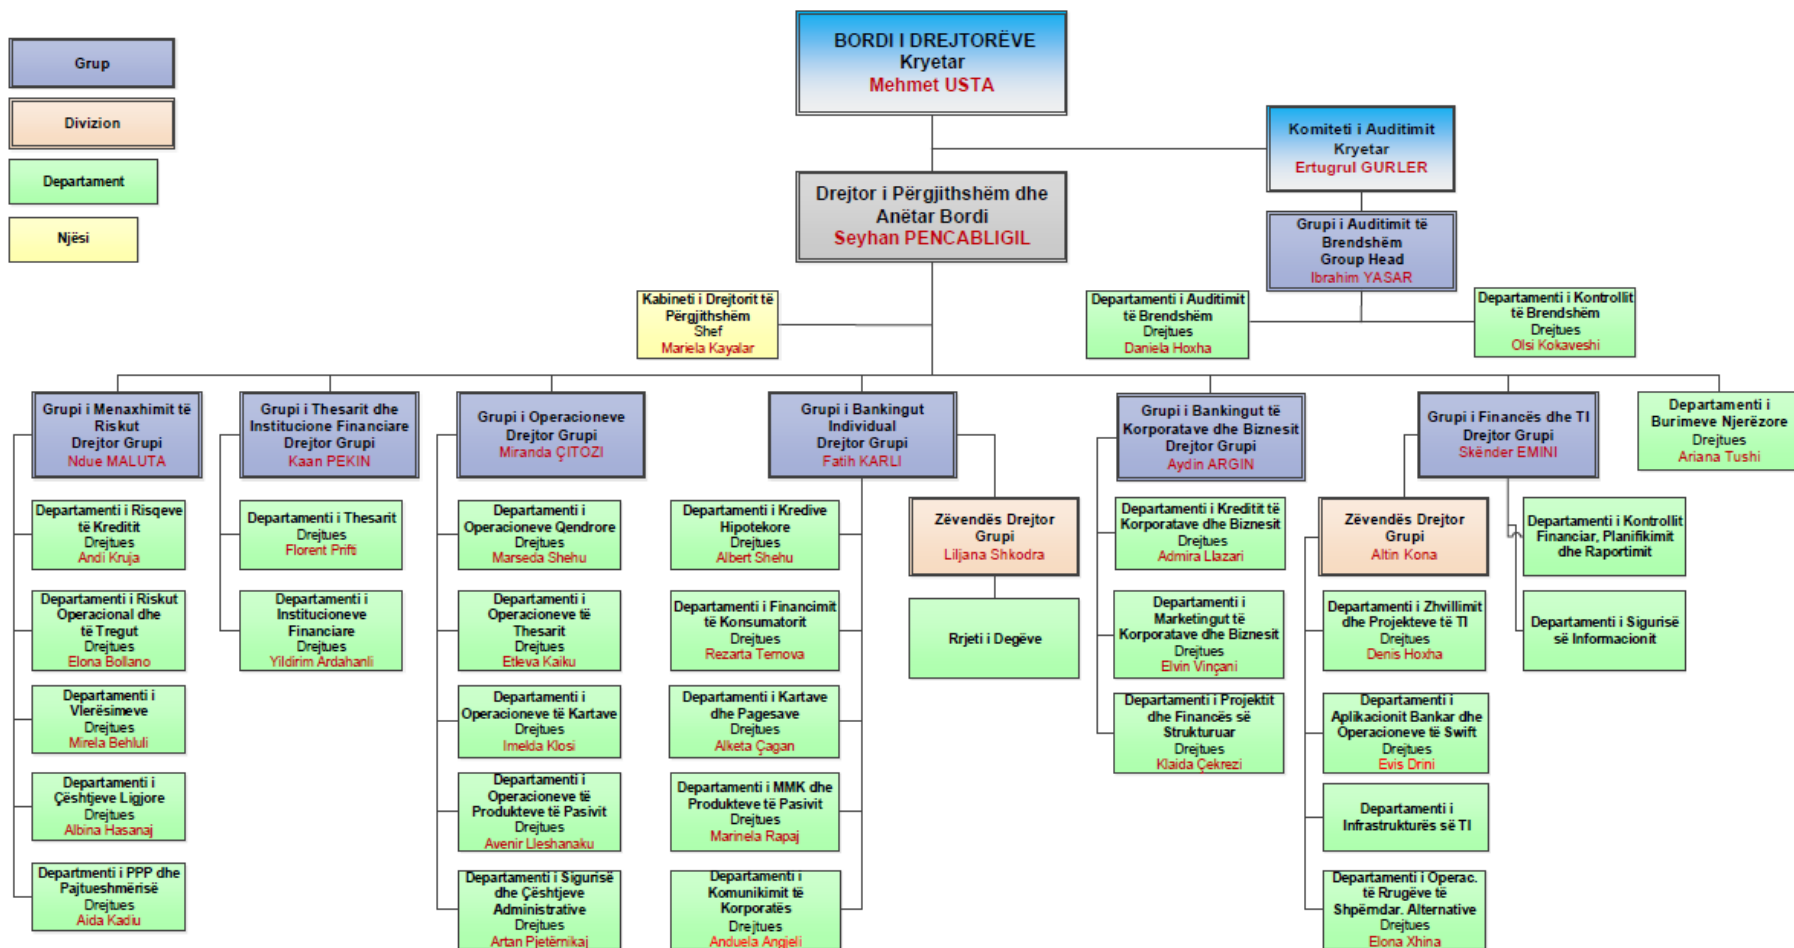 Grup
Divizion
Departament
Njësi
BORDI I DREJTORËVE
Kryetar
Mehmet USTA
Komiteti i Auditimit
Kryetar
Ertugrul GURLER
Drejtor i Përgjithshëm dhe
Anëtar Bordi
Seyhan PENCABLIGIL
Grupi i Auditimit të
Brendshëm
Group Head
Ibrahim YASAR
Kabineti i Drejtorit të
Përgjithshëm
Shef
Mariela Kayalar
Departamenti i Auditimit
të Brendshëm
Drejtues
Daniela Hoxha
Departamenti i Kontrollit
të Brendshëm
Drejtues
Olsi Kokaveshi
Grupi i Menaxhimit të
Riskut
Drejtor Grupi
Ndue MALUTA
Grupi i Thesarit dhe
Institucione Financiare
Drejtor Grupi
Kaan PEKIN
Grupi i Operacioneve
Drejtor Grupi
Miranda ÇITOZI
Grupi i Bankingut
Individual
Drejtor Grupi
Fatih KARLI
Grupi i Bankingut të
Korporatave dhe Biznesit
Drejtor Grupi
Aydin ARGIN
Grupi i Financës dhe TI
Drejtor Grupi
Skënder EMINI
Departamenti i
Burimeve Njerëzore
Drejtues
Ariana Tushi
Departamenti i Risqeve
të Kreditit
Drejtues
Andi Kruja
Departamenti i Riskut
Operacional dhe
të Tregut
Drejtues
Elona Bollano
Departamenti i
Vlerësimeve
Drejtues
Mirela Behluli
Departamenti i
Çështjeve Ligjore
Drejtues
Albina Hasanaj
Departmenti i PPP dhe
Pajtueshmërisë
Drejtues
Aida Kadiu
Departamenti i Thesarit
Drejtues
Florent Prifti
Departamenti i
Institucioneve
Financiare
Drejtues
Yildirim Ardahanli
Departamenti i
Operacioneve Qendrore
Drejtues
Marseda Shehu
Departamenti i
Operacioneve të
Thesarit
Drejtues
Etleva Kaiku
Departamenti i
Operacioneve të Kartave
Drejtues
Imelda Klosi
Departamenti i
Operacioneve të
Produkteve të Pasivit
Drejtues
Avenir Lleshanaku
Departamenti i Sigurisë
dhe Çështjeve
Administrative
Drejtues
Artan Pjetërnikaj
Departamenti i Kredive
Hipotekore
Drejtues
Albert Shehu
Departamenti i Financimit
të Konsumatorit
Drejtues
Rezarta Ternova
Departamenti i Kartave
dhe Pagesave
Drejtues
Alketa Çagan
Departamenti i MMK dhe
Produkteve të Pasivit
Drejtues
Marinela Rapaj
Departamenti i
Komunikimit të
Korporatës
Drejtues
Anduela Angjeli
Zëvendës Drejtor
Grupi
Liljana Shkodra
Rrjeti i Degëve
Departamenti i Kreditit të
Korporatave dhe Biznesit
Drejtues
Admira Llazari
Departamenti i
Marketingut të
Korporatave dhe Biznesit
Drejtues
Elvin Vinçani
Departamenti i Projektit
dhe Financës së
Strukturuar
Drejtues
Klaida Çekrezi
Zëvendës Drejtor
Grupi
Altin Kona
Departamenti i Zhvillimit
dhe Projekteve të TI
Drejtues
Denis Hoxha
Departamenti i
Aplikacionit Bankar dhe
Operacioneve të Swift
Drejtues
Evis Drini
Departamenti i
Infrastrukturës së TI
Departamenti i Operac.
të Rrugëve të
Shpërndar. Alternative
Drejtues
Elona Xhina
Departamenti i Kontrollit
Financiar, Planifikimit
dhe Raportimit
Departamenti i Sigurisë
së Informacionit